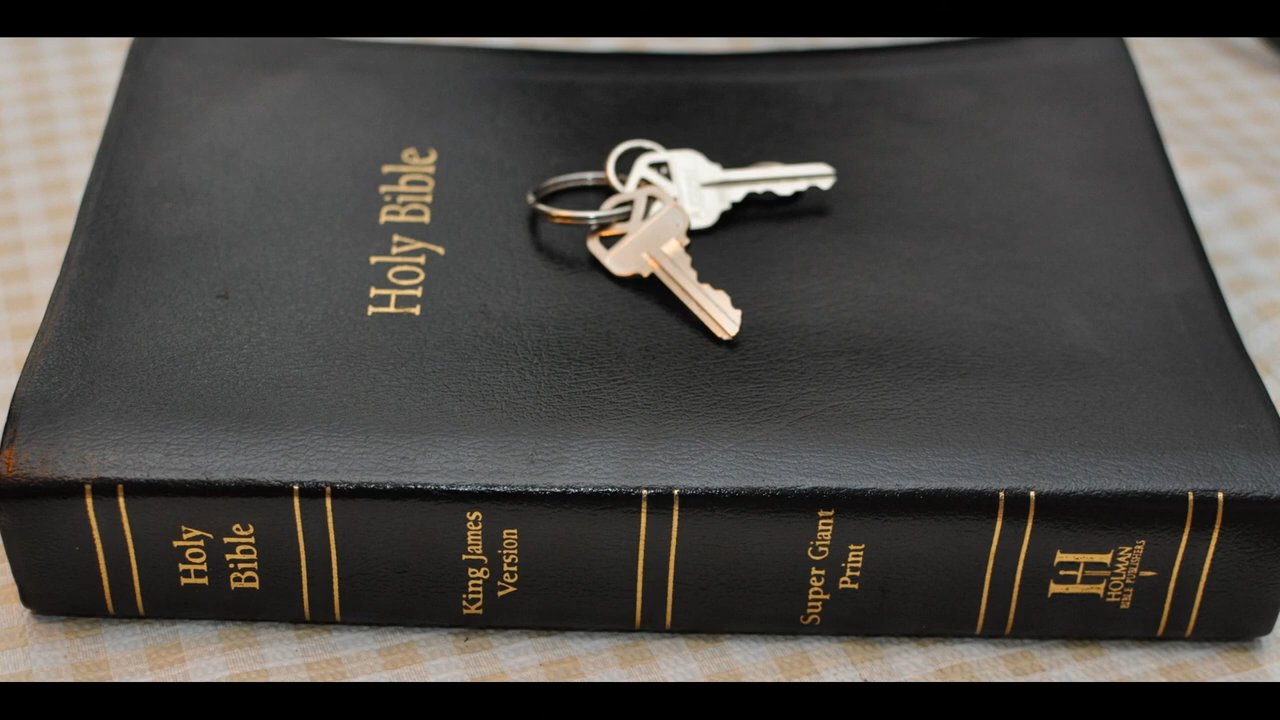 Holy Bible
Holy
Bible
King James
Version
Super Giant
Print
H
HOLMAN
BIBLE PUBLISHERS